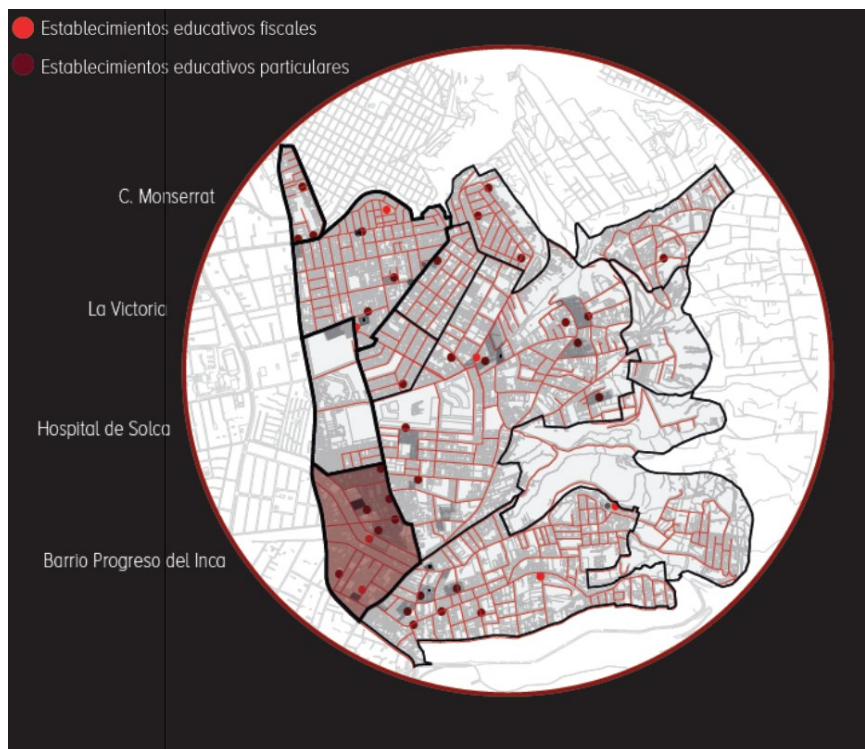 Establecimientos educativos fiscales
Establecimientos educativos particulares
C. Monserrat
La Victoria
Hospital de Solca
Barrio Progreso del Inca